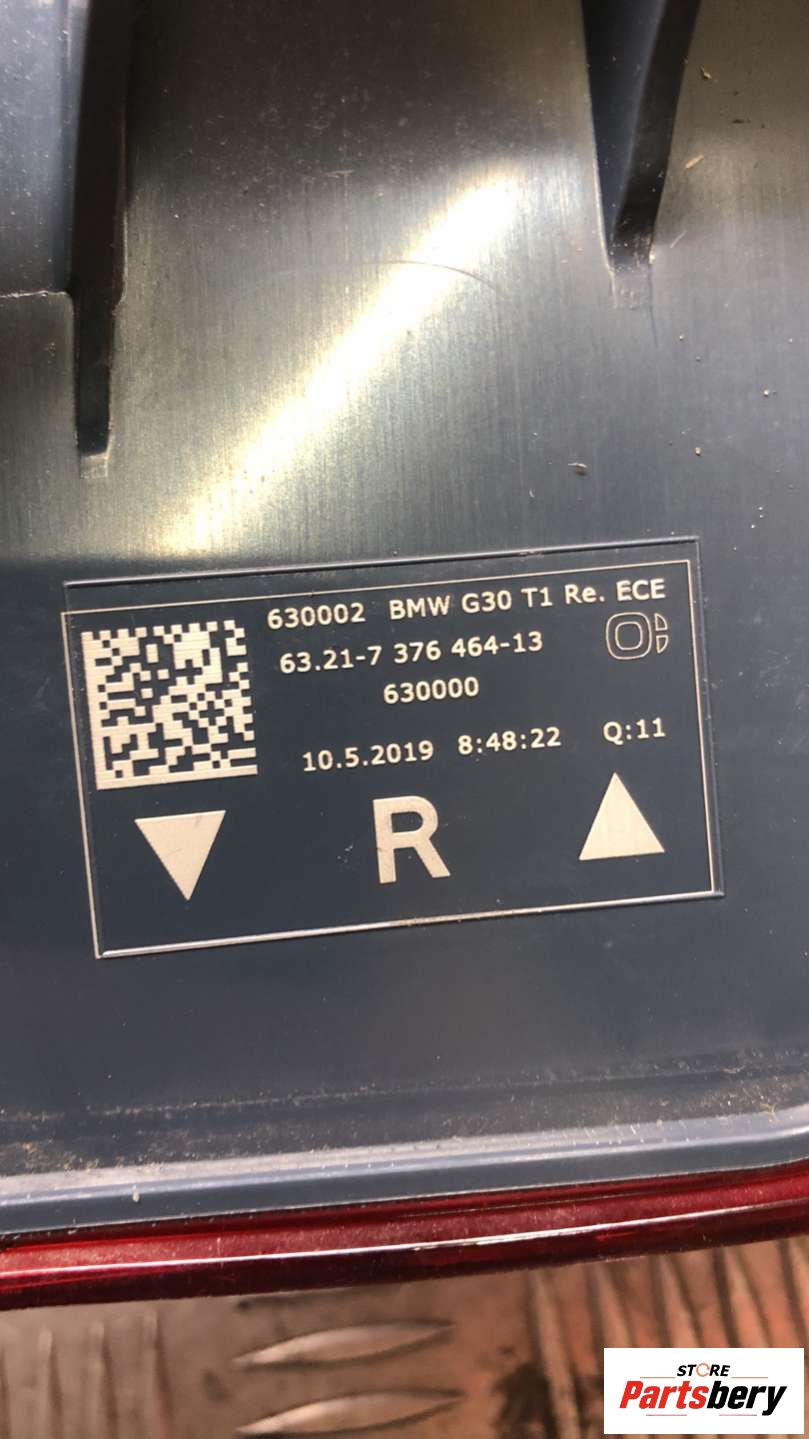 630002 BMW G30 T1 Re. ECE
63.21-7 376 464-13
630000
10.5.2019 8:48:22 Q:11
R
STORE
Partsbery